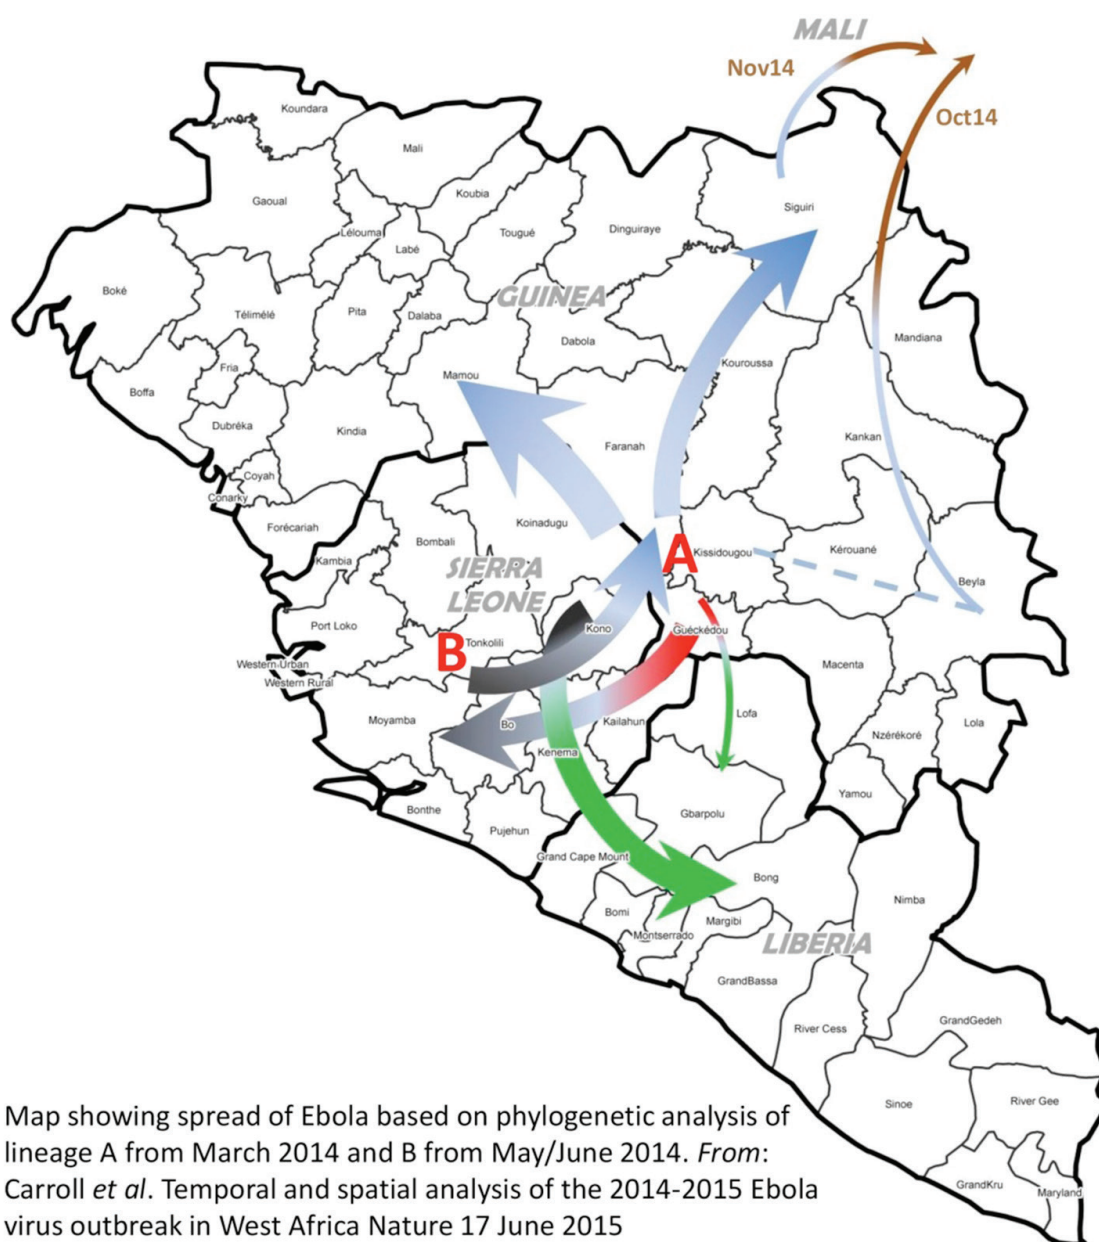 MALI
Nov14
Oct14
Koundara
Mali
Koubia
Gaoual
Siguiri
Lélouma
Tougué
Dinguiraye
Labé
Boké
GUINEA
Télimélé
Pita
Dalaba
Mandiana
Dabola
Kouroussa
Fria
Mamou
Boffa
Dubréka
Kindia
Kankan
Faranah
Coyah
Conarky
Forécariah
Koinadugu
Bombali
A
Kissidougou
Kérouané
Kambia
SIERRA
LEONE
Beyla
Port Loko
Kono
Guéckédou
B
Tonkolili
Western Urban
Macenta
Western Rural
Moyamba
Bo
Kailahun
Lofa
Lola
Nzérékoré
Kenema
Yamou
Bonthe
Gbarpolu
Pujehun
Grand Cape Mount
Bong
Nimba
Bomi
Margibi
Montserrado
LIBERIA
GrandBassa
River Cess
GrandGedeh
Sinoe
River Gee
GrandKru
Maryland
Map showing spread of Ebola based on phylogenetic analysis of
lineage A from March 2014 and B from May/June 2014. From:
Carroll et al. Temporal and spatial analysis of the 2014-2015 Ebola
virus outbreak in West Africa Nature 17 June 2015